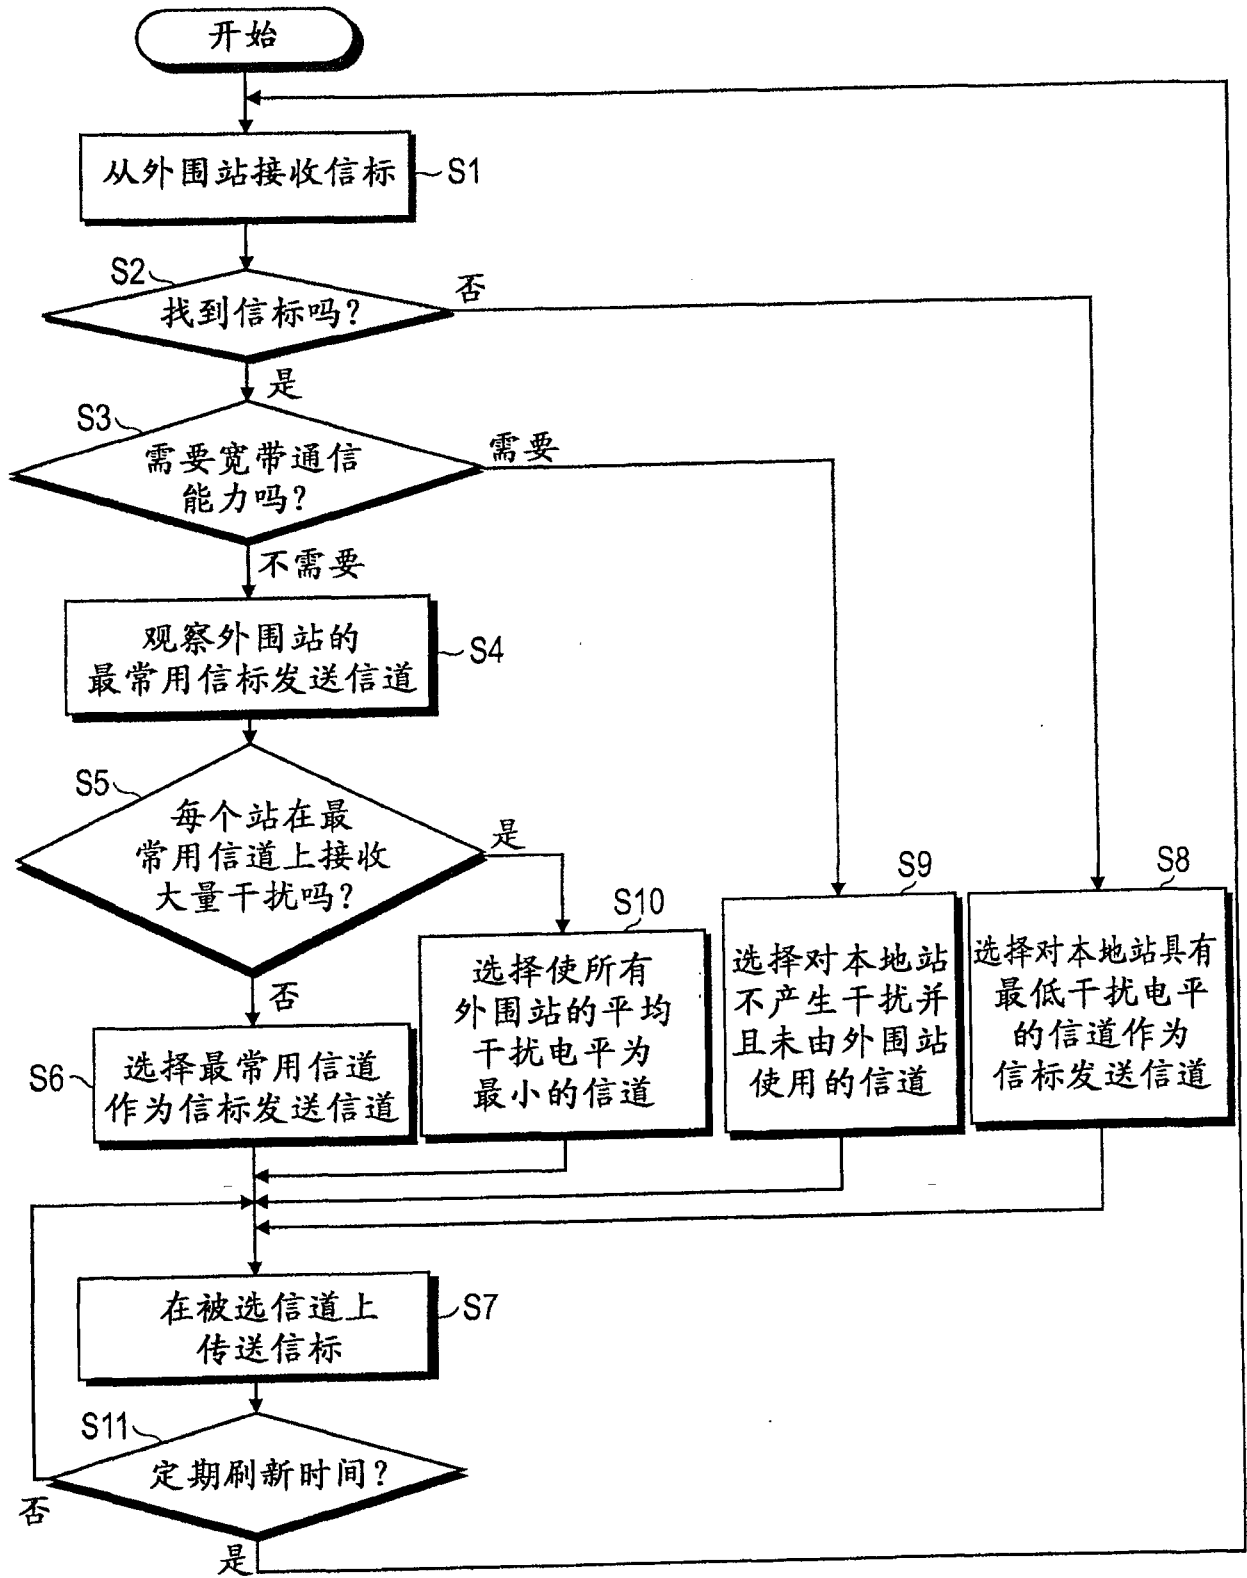 开始
从外围站接收信标
S1
S2
找到信标吗？
否
是
S3
需要宽带通信
能力吗？
需要
不需要
观察外围站的
最常用信标发送信道
S4
S5
每个站在最
常用信道上接收
大量干扰吗？
是
否
S6
选择最常用信道
作为信标发送信道
S10
选择使所有
外围站的平均
干扰电平为
最小的信道
S9
选择对本地站
不产生干扰并
且未由外围站
使用的信道
S8
选择对本地站具有
最低干扰电平
的信道作为
信标发送信道
在被选信道上
传送信标
S7
S11
定期刷新时间？
否
是